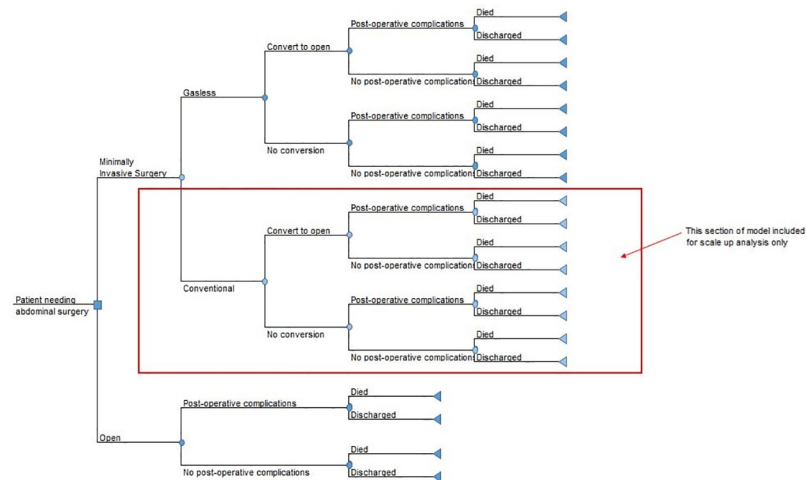 Died
Post-operative complications
Discharged
Convert to open
Died
No post-operative complications
Discharged
Gasless
Died
Post-operative complications
Discharged
No conversion
Died
No post-operative complications
Discharged
Minimally
Invasive Surgery
Died
Post-operative complications
Discharged
Convert to open
Died
No post-operative complications
Discharged
Conventional
Died
Post-operative complications
Discharged
No conversion
Died
No post-operative complications
Discharged
This section of model included
for scale up analysis only
Patient needing
abdominal surgery
Died
Post-operative complications
Discharged
Open
Died
No post-operative complications
Discharged